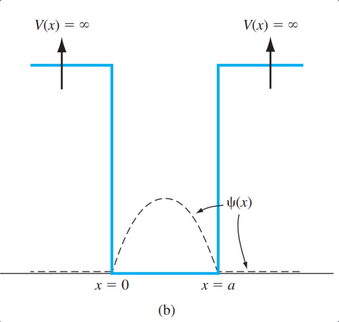 V(x) = ∞ V(x) = ∞
ψ(x)
x = 0 x = a
(b)